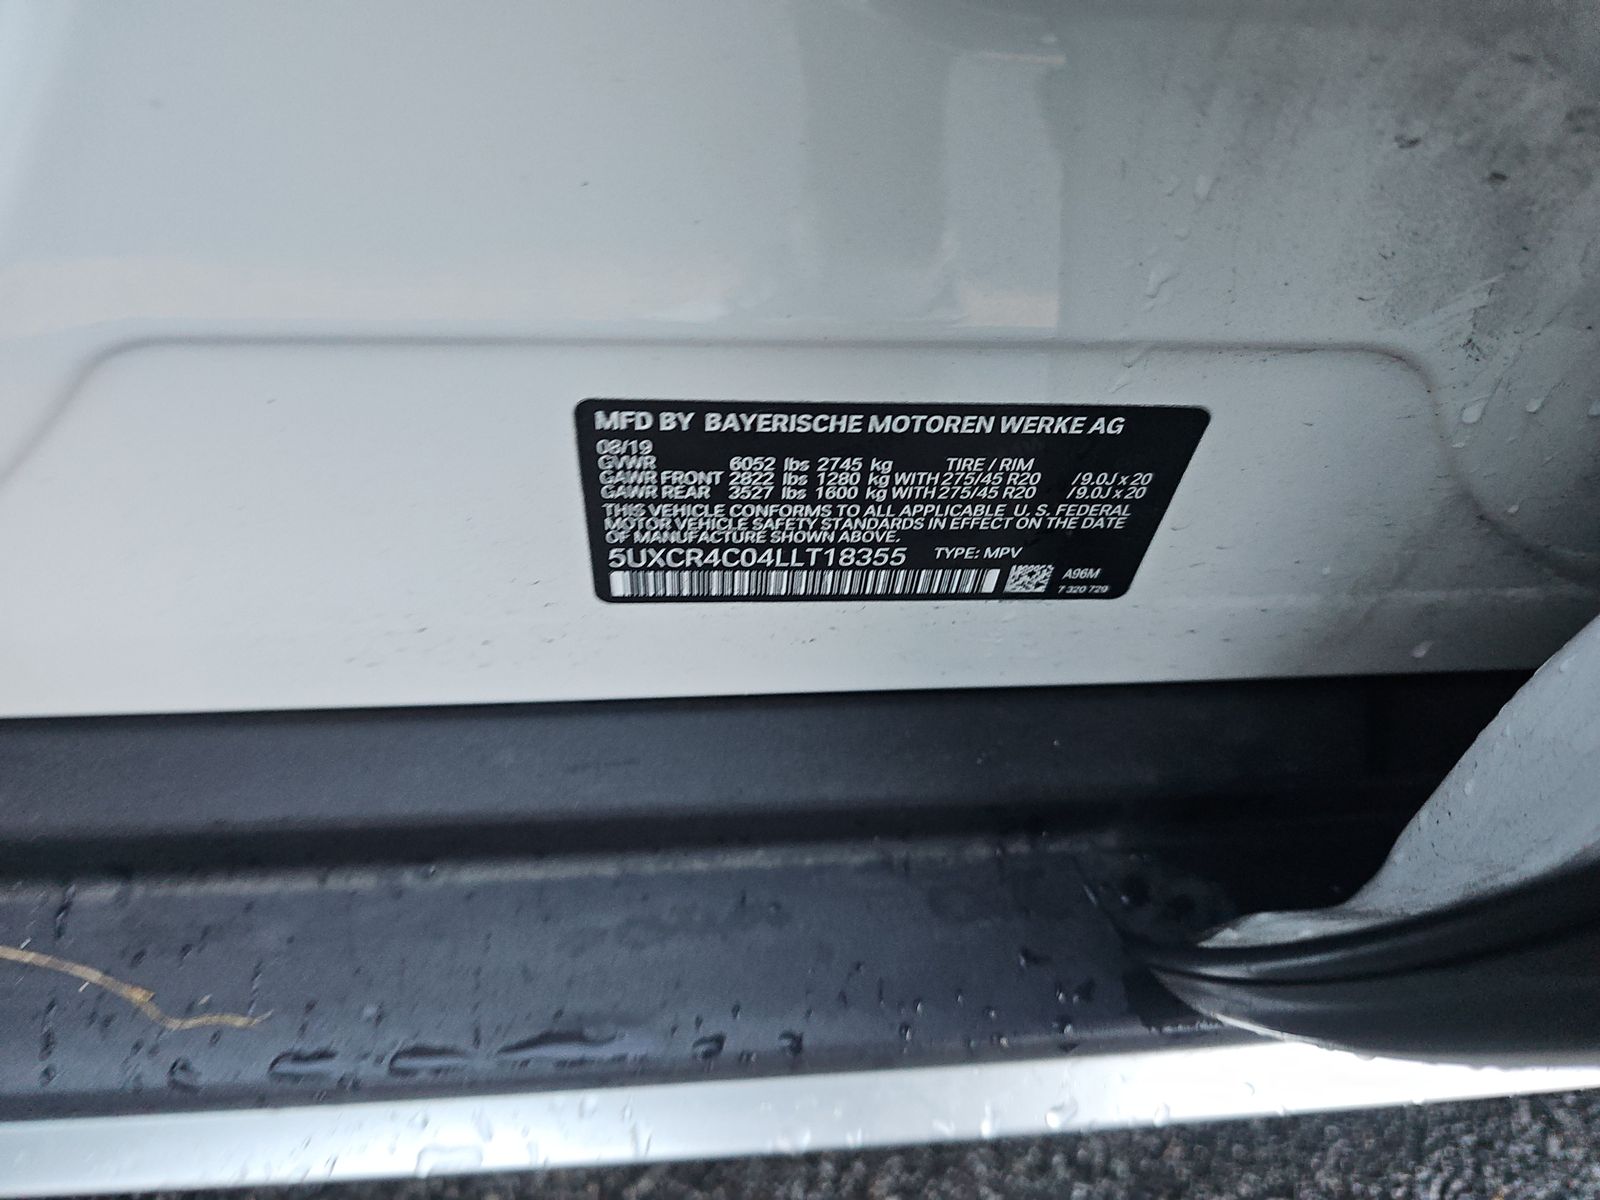 MFD BY BAYERISCHE MOTOREN WERKE AG
08/19
GVWR 6052 lbs 2745 kg TIRE / RIM
GAWR FRONT 2822 lbs 1280 kg WITH 275/45 R20 / 9.0J x 20
GAWR REAR 3527 lbs 1600 kg WITH 275/45 R20 / 9.0J x 20
THIS VEHICLE CONFORMS TO ALL APPLICABLE U. S. FEDERAL
MOTOR VEHICLE SAFETY STANDARDS IN EFFECT ON THE DATE
OF MANUFACTURE SHOWN ABOVE.
5UXCR4C04LLT18355 TYPE: MPV
A96M
7 320 729